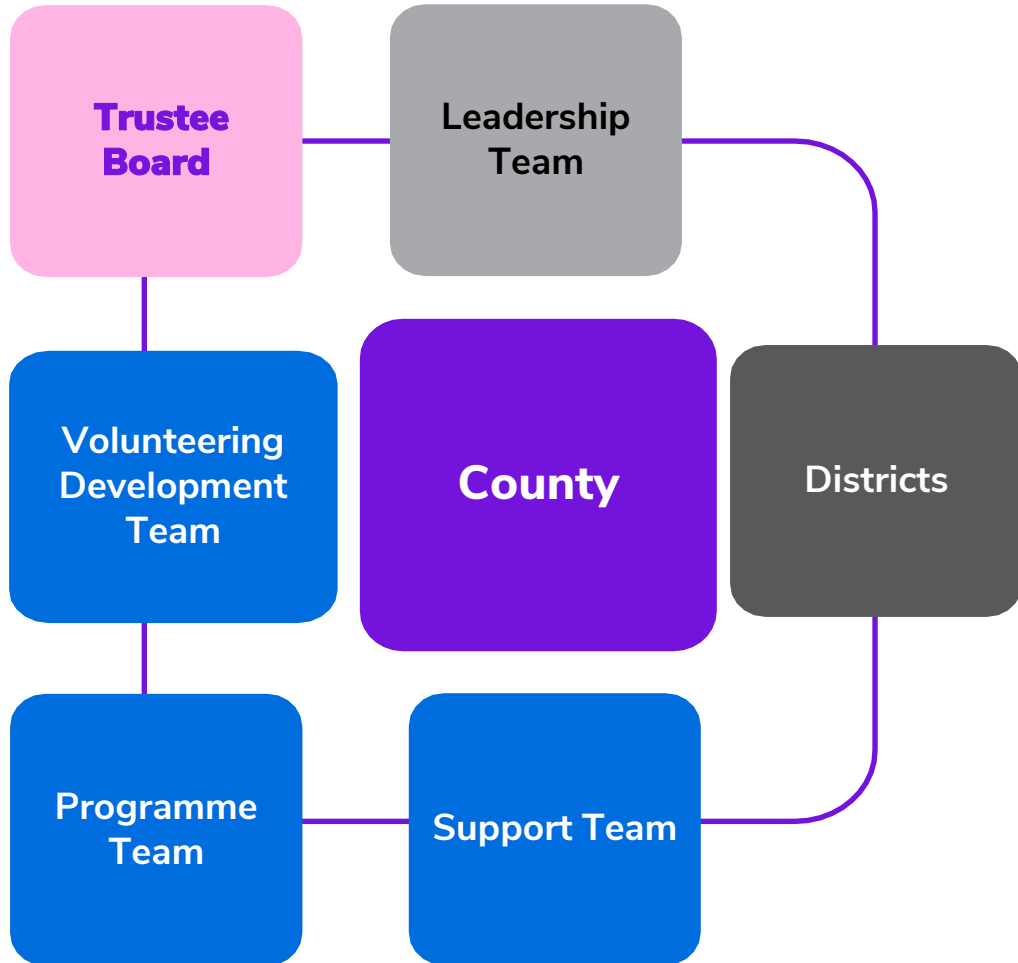 Trustee
Board
Leadership
Team
Volunteering
Development
Team
County
Districts
Programme
Team
Support Team